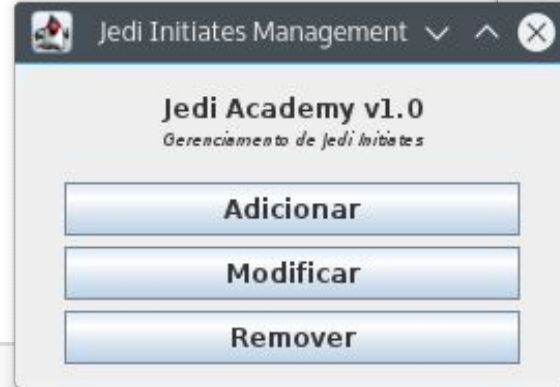 Jedi Initiates Management
Jedi Academy v1.0
Gerenciamento de Jedi Initiates
Adicionar
Modificar
Remover